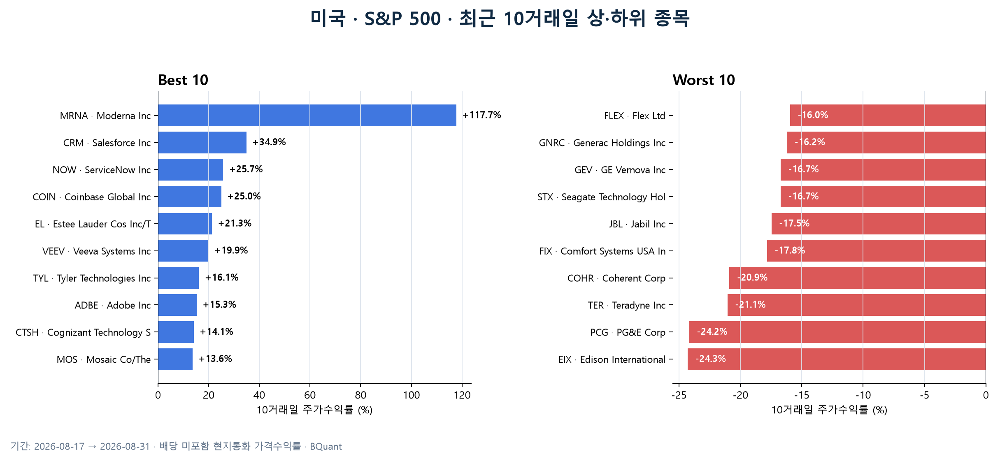 미국 · S&P 500 · 최근 10거래일 상·하위 종목
Best 10
MRNA · Moderna Inc +117.7%
CRM · Salesforce Inc +34.9%
NOW · ServiceNow Inc +25.7%
COIN · Coinbase Global Inc +25.0%
EL · Estee Lauder Cos Inc/T +21.3%
VEEV · Veeva Systems Inc +19.9%
TYL · Tyler Technologies Inc +16.1%
ADBE · Adobe Inc +15.3%
CTSH · Cognizant Technology S +14.1%
MOS · Mosaic Co/The +13.6%
0 20 40 60 80 100 120
10거래일 주가수익률 (%)
Worst 10
FLEX · Flex Ltd -16.0%
GNRC · Generac Holdings Inc -16.2%
GEV · GE Vernova Inc -16.7%
STX · Seagate Technology Hol -16.7%
JBL · Jabil Inc -17.5%
FIX · Comfort Systems USA In -17.8%
COHR · Coherent Corp -20.9%
TER · Teradyne Inc -21.1%
PCG · PG&E Corp -24.2%
EIX · Edison International -24.3%
-25 -20 -15 -10 -5 0
10거래일 주가수익률 (%)
기간: 2026-08-17 → 2026-08-31 · 배당 미포함 현지통화 가격수익률 · BQuant